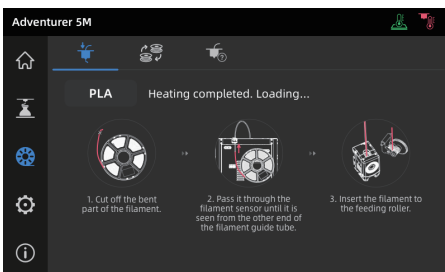 Adventurer 5M
PLA
Heating completed. Loading...
1. Cut off the bent
part of the filament.
2. Pass it through the
filament sensor until it is
seen from the other end of
the filament guide tube.
3. Insert the filament to
the feeding roller.